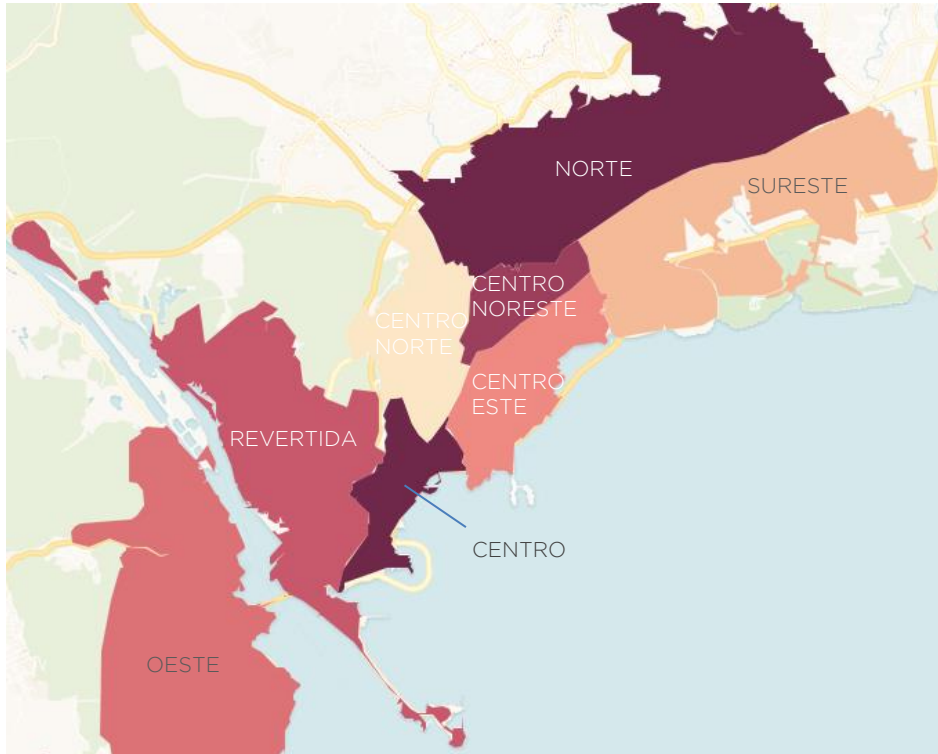 NORTE
SURESTE
CENTRO
NORESTE
CENTRO
NORTE
CENTRO
ESTE
REVERTIDA
CENTRO
OESTE